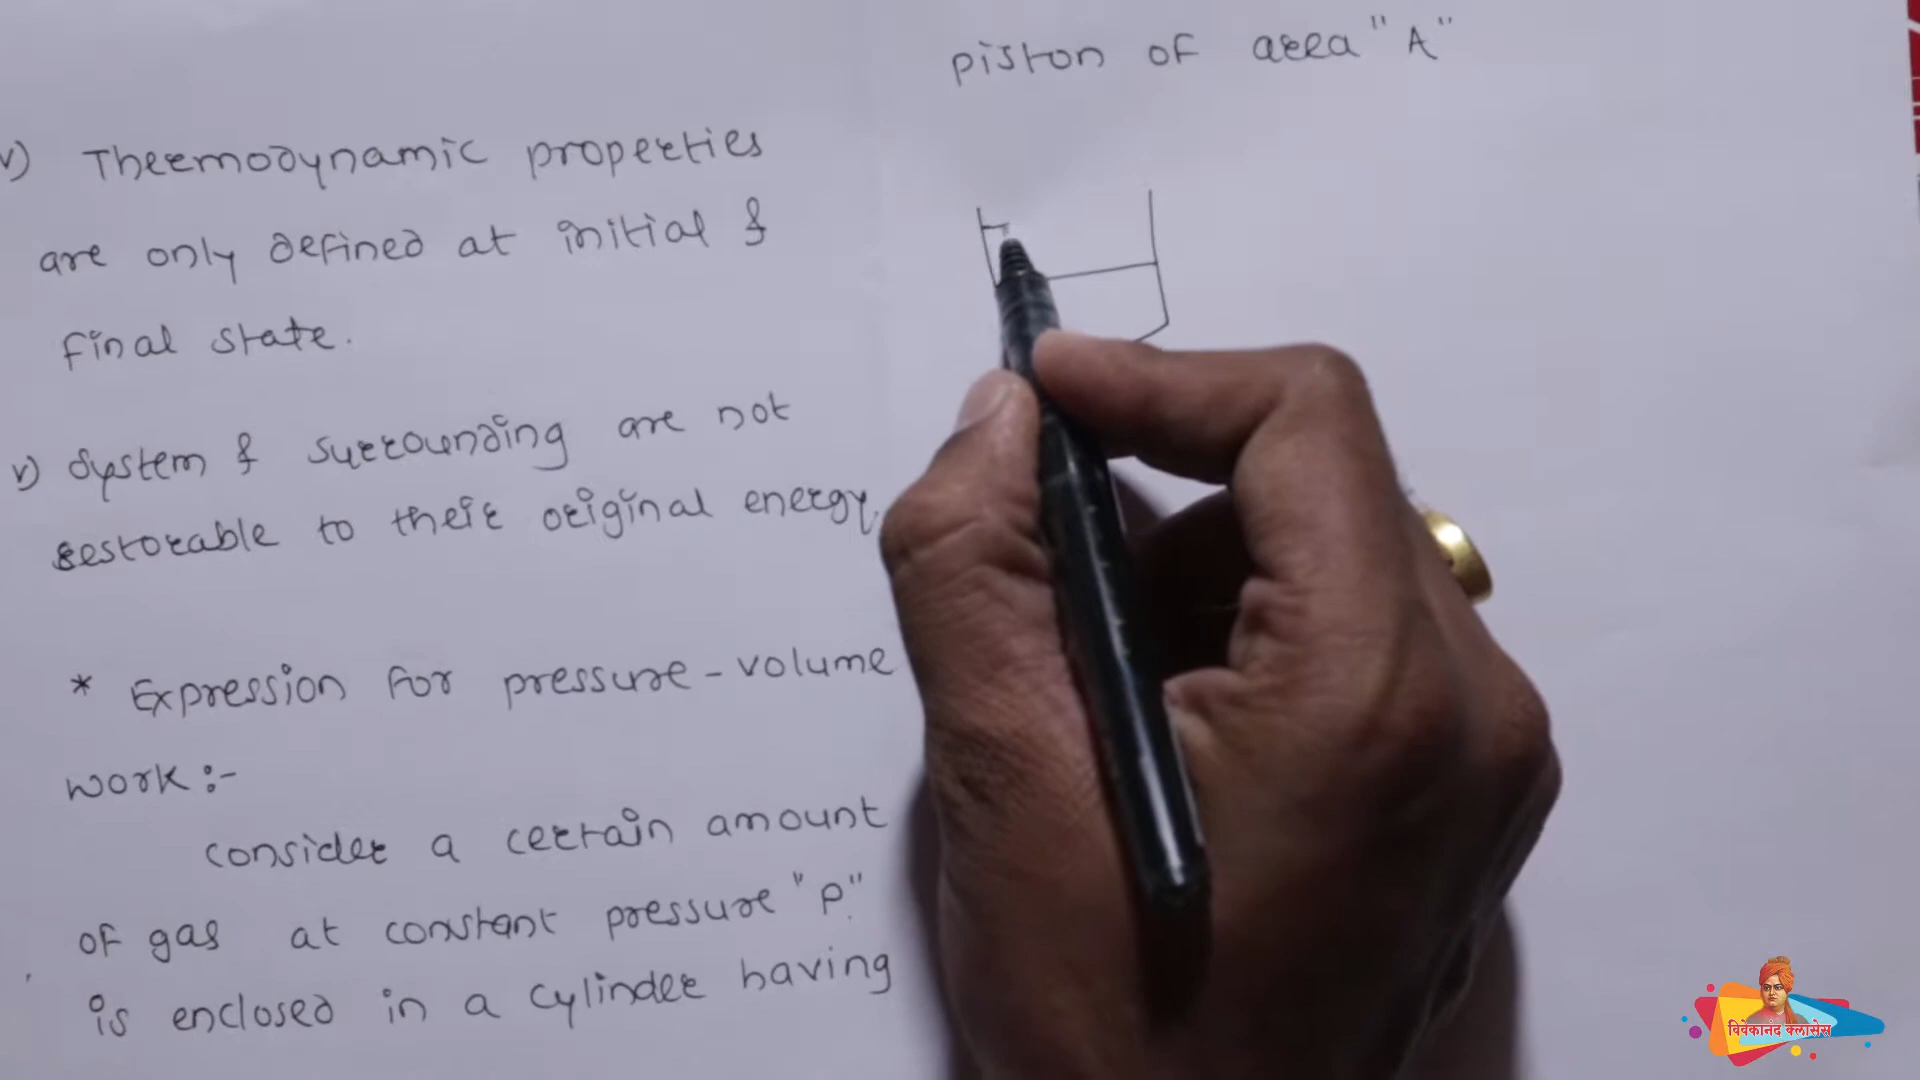 v) Thermodynamic properties
are only defined at initial &
final state.
v) System & surrounding are not
restorable to their original energy.
* Expression for pressure-volume
work:-
consider a certain amount
of gas at constant pressure "P."
is enclosed in a cylinder having
piston of area "A"
विवेकानंद क्लासेस